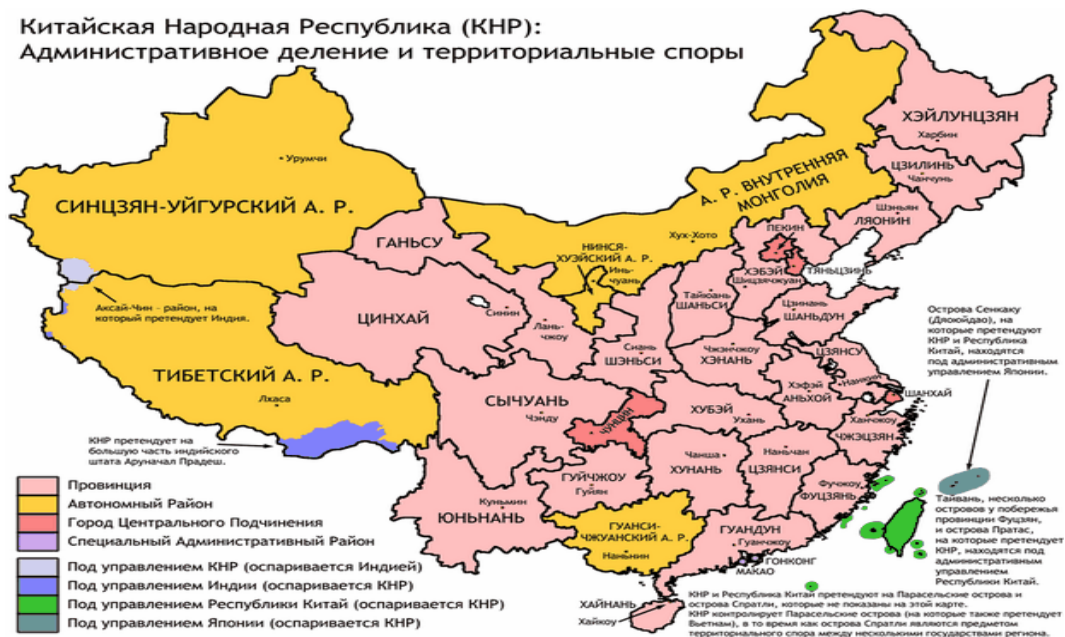 Китайская Народная Республика (КНР):
Административное деление и территориальные споры
ХЭЙЛУНЦЗЯН
Харбин
ЦЗИЛИНЬ
Чанчунь
Шэньян
ЛЯОНИН
А. Р. ВНУТРЕННЯЯ
МОНГОЛИЯ
Хух-Хото
Урумчи
СИНЦЗЯН-УЙГУРСКИЙ А. Р.
ГАНЬСУ
НИНСЯ-
ХУЭЙСКИЙ А. Р.
Инь-
чуань
ПЕКИН
ТЯНЬЦЗИНЬ
ХЭБЭЙ
Шицзячжуан
Тайюань
ШАНЬСИ
Цзинань
ШАНЬДУН
Аксай-Чин – район, на
который претендует Индия.
ЦИНХАЙ
Синин
Лань-
чжоу
Сиань
ШЭНЬСИ
Чжэнчжоу
ХЭНАНЬ
ЦЗЯНСУ
Нанкин
Хэфэй
АНЬХОЙ
ШАНХАЙ
Острова Сенкаку
(Дяоюйдао), на
которые претендуют
КНР и Республика
Китай, находятся
под административным
управлением Японии.
ТИБЕТСКИЙ А. Р.
Лхаса
СЫЧУАНЬ
Чэнду
ЧУНЦИН
ХУБЭЙ
Ухань
Ханчжоу
ЧЖЭЦЗЯН
КНР претендует на
большую часть индийского
штата Аруначал Прадеш.
Чанша
ХУНАНЬ
Наньчан
ЦЗЯНСИ
Фучжоу
ФУЦЗЯНЬ
ГУЙЧЖОУ
Гуйян
Куньмин
ЮНЬНАНЬ
ГУАНСИ-
ЧЖУАНСКИЙ А. Р.
Наньнин
ГУАНДУН
Гуанчжоу
ГОНКОНГ
МАКАО
ХАЙНАНЬ
Хайкоу
Тайвань, несколько
островов у побережья
провинции Фуцзян,
и острова Пратас,
на которые претендует
КНР, находятся под
административным
управлением
Республики Китай.
КНР и Республика Китай претендуют на Парасельские острова и
острова Спратли, которые не показаны на этой карте.
КНР контролирует Парасельские острова (на которые также претендует
Вьетнам), в то время как острова Спратли являются предметом
территориального спора между несколькими государствами региона.
Провинция
Автономный Район
Город Центрального Подчинения
Специальный Административный Район
Под управлением КНР (оспаривается Индией)
Под управлением Индии (оспаривается КНР)
Под управлением Республики Китай (оспаривается КНР)
Под управлением Японии (оспаривается КНР)